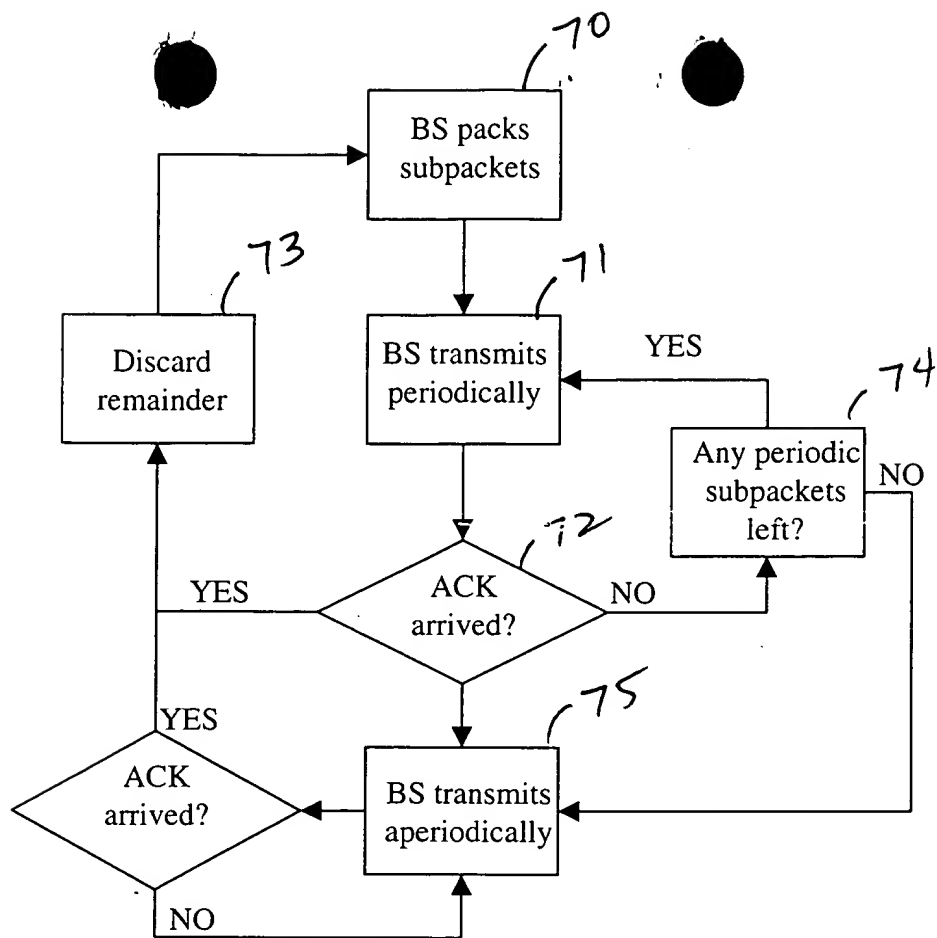 70
BS packs
subpackets
73
71
Discard
remainder
BS transmits
periodically
YES
74
Any periodic
subpackets
left?
NO
72
YES
ACK
arrived?
NO
75
YES
ACK
arrived?
BS transmits
aperiodically
NO